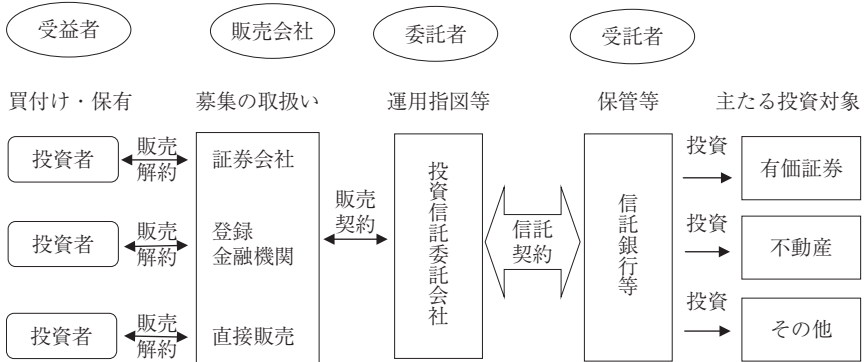 受益者
販売会社
委託者
受託者
買付け・保有
募集の取扱い
運用指図等
保管等
主たる投資対象
投資者
販売
解約
証券会社
投資者
販売
解約
登録
金融機関
投資者
販売
解約
直接販売
販売
契約
投資信託委託会社
信託
契約
信託銀行等
投資
有価証券
投資
不動産
投資
その他